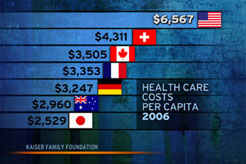 $6,567
$4,311
$3,505
$3,353
$3,247
$2,960
$2,529
HEALTH CARE
COSTS
PER CAPITA
2006
KAISER FAMILY FOUNDATION